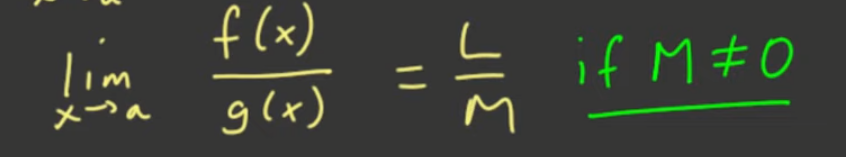 lim x→a f(x)/g(x) = L/M if M ≠ 0